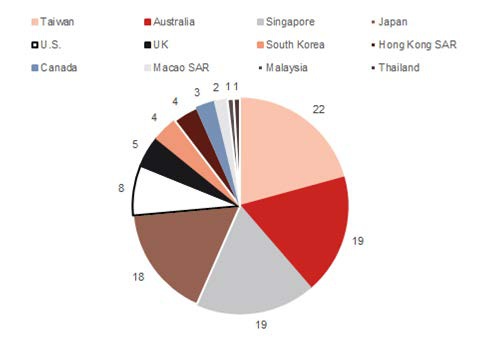 Taiwan Australia Singapore Japan
U.S. UK South Korea Hong Kong SAR
Canada Macao SAR Malaysia Thailand
2 1 1
3
4
4
22
5
8
19
18
19